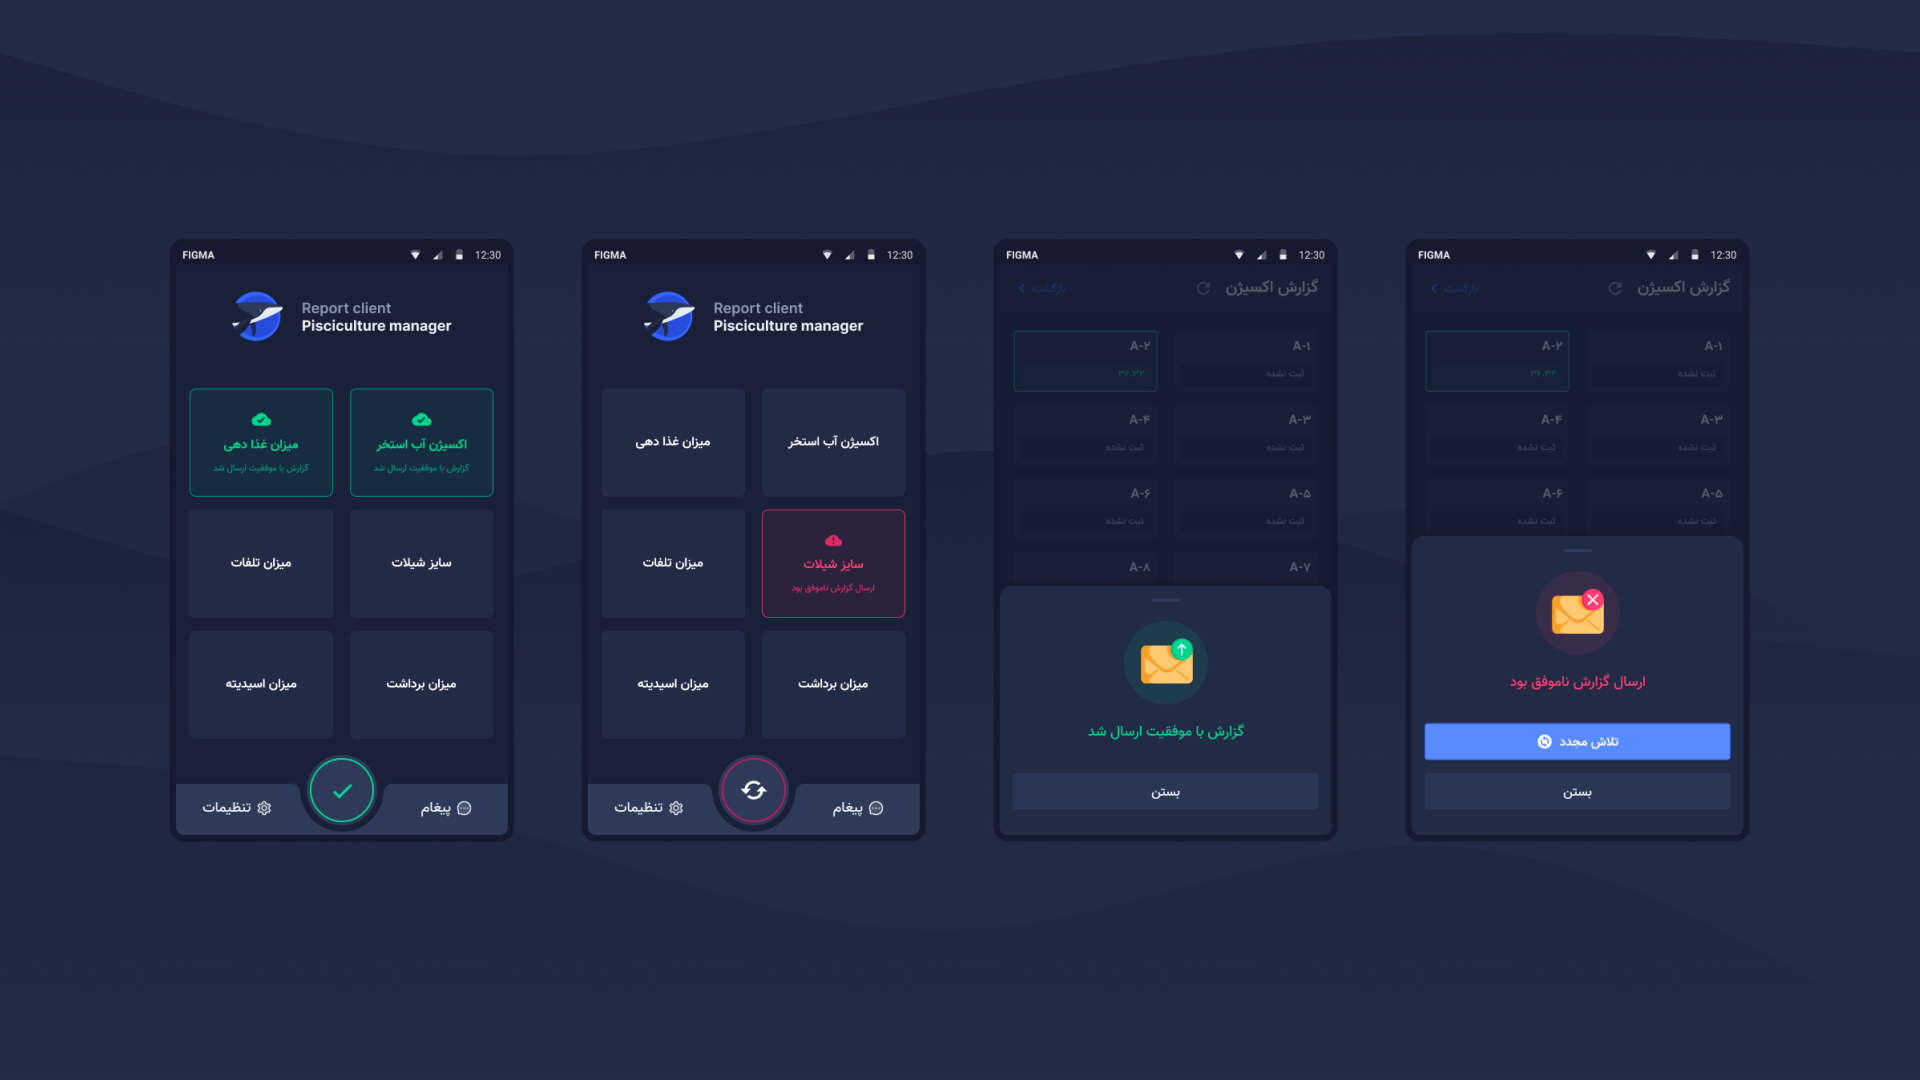 FIGMA
12:30
Report client
Pisciculture manager
اکسیژن آب استخر
گزارش با موفقیت ارسال شد
میزان غذا دهی
گزارش با موفقیت ارسال شد
سایز شیلات
میزان تلفات
میزان برداشت
میزان اسیدیته
پیغام
تنظیمات
FIGMA
12:30
Report client
Pisciculture manager
اکسیژن آب استخر
میزان غذا دهی
سایز شیلات
ارسال گزارش ناموفق بود
میزان تلفات
میزان برداشت
میزان اسیدیته
پیغام
تنظیمات
FIGMA
12:30
گزارش اکسیژن
بازگشت
A-۱
ثبت نشده
A-۲
۳۶.۳۲
A-۳
ثبت نشده
A-۴
ثبت نشده
A-۵
ثبت نشده
A-۶
ثبت نشده
A-۷
A-۸
گزارش با موفقیت ارسال شد
بستن
FIGMA
12:30
گزارش اکسیژن
بازگشت
A-۱
ثبت نشده
A-۲
۳۶.۳۲
A-۳
ثبت نشده
A-۴
ثبت نشده
A-۵
ثبت نشده
A-۶
ثبت نشده
ارسال گزارش ناموفق بود
تلاش مجدد
بستن